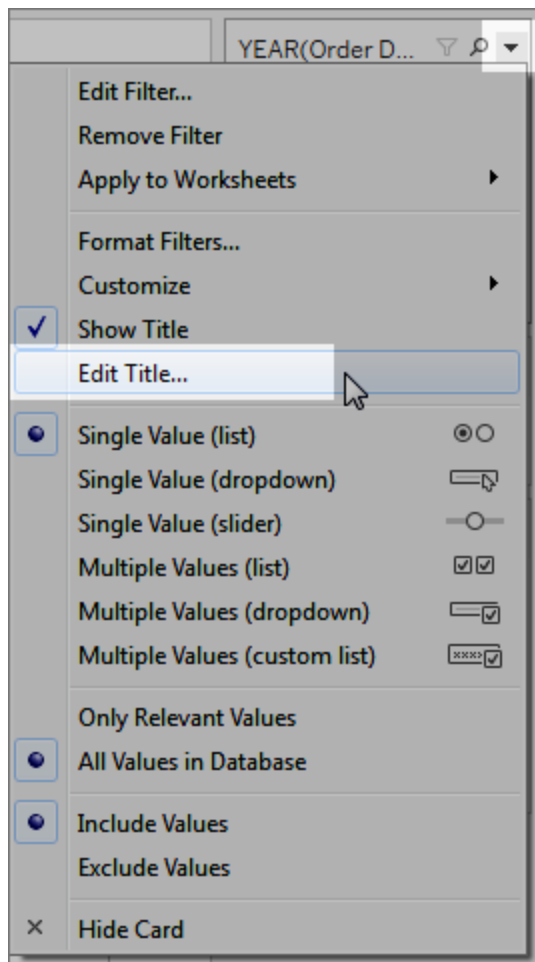 YEAR(Order D...
Edit Filter...
Remove Filter
Apply to Worksheets
Format Filters...
Customize
Show Title
Edit Title...
Single Value (list)
Single Value (dropdown)
Single Value (slider)
Multiple Values (list)
Multiple Values (dropdown)
Multiple Values (custom list)
Only Relevant Values
All Values in Database
Include Values
Exclude Values
Hide Card